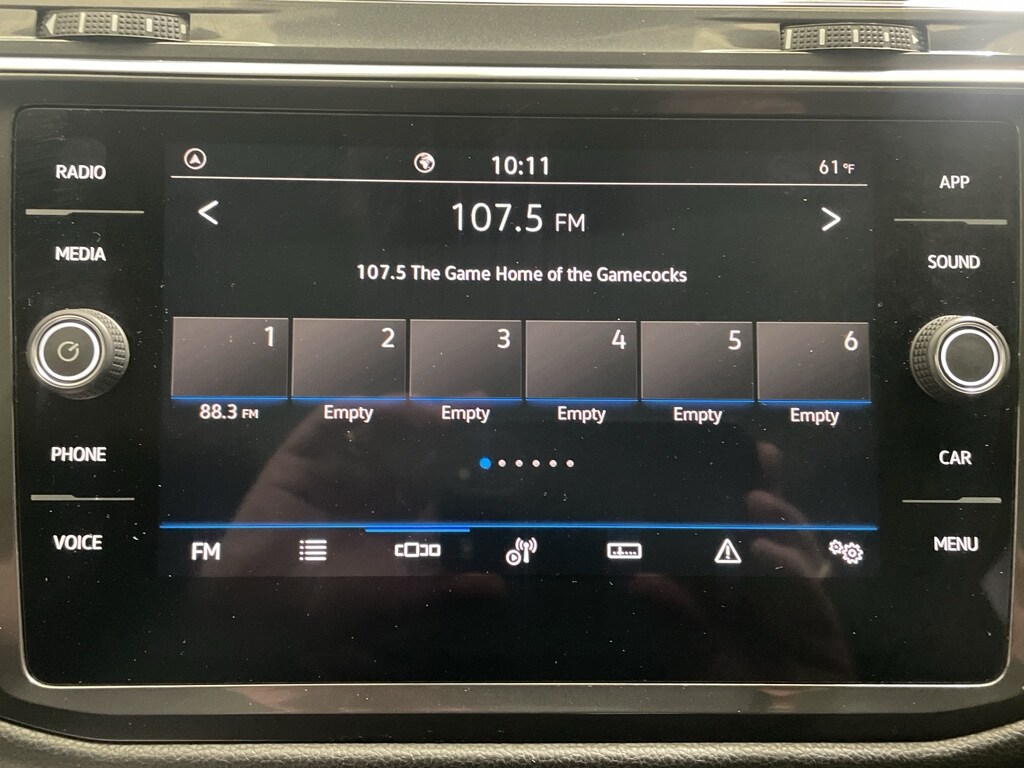 RADIO
MEDIA
PHONE
VOICE
10:11
61°F
107.5 FM
107.5 The Game Home of the Gamecocks
1 2 3 4 5 6
88.3 FM Empty Empty Empty Empty Empty
FM
APP
SOUND
CAR
MENU